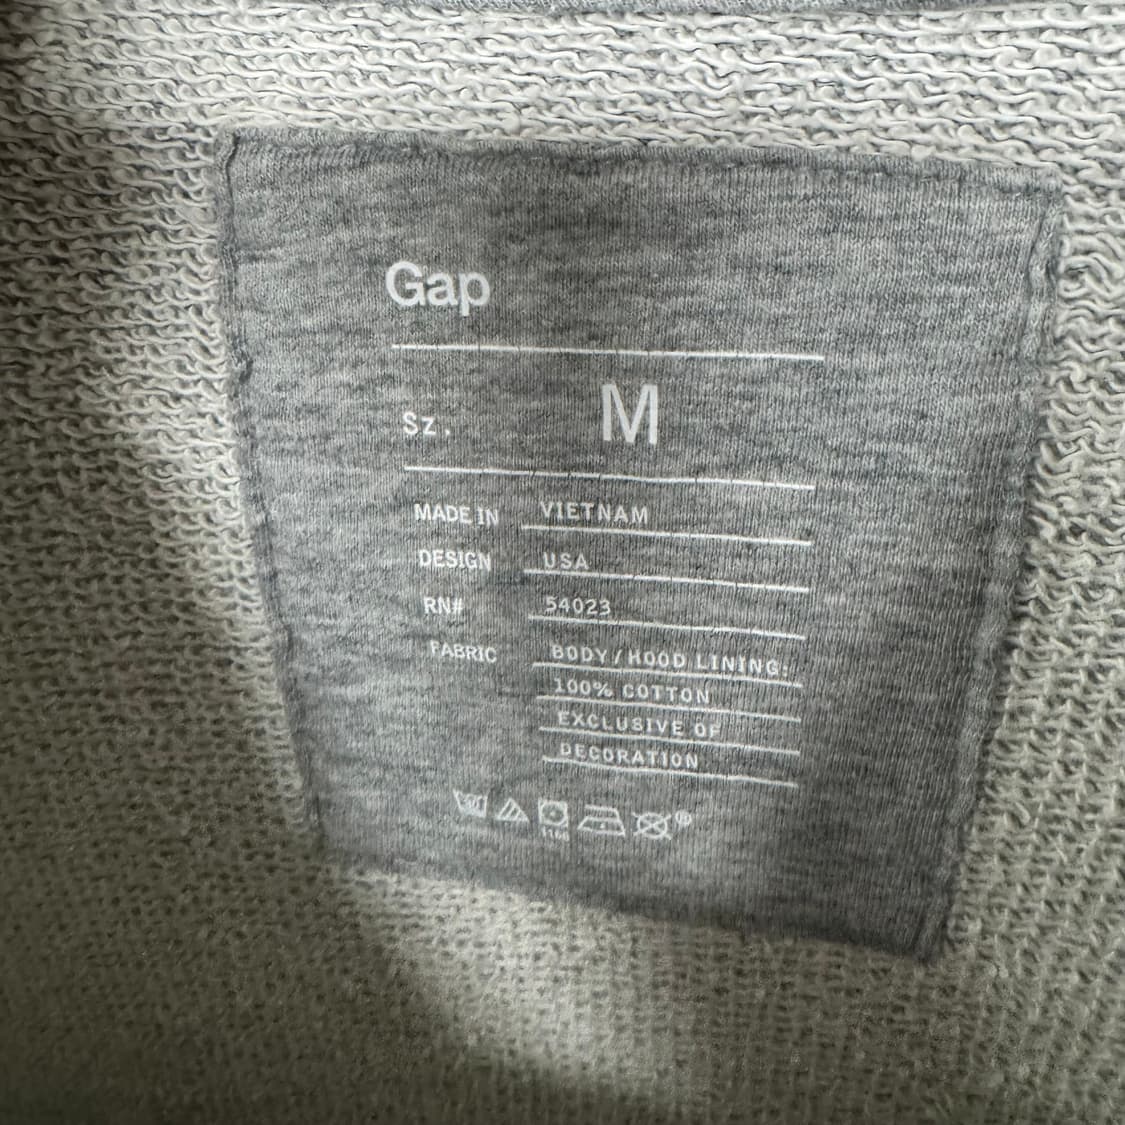 Gap
Sz. M
MADE IN VIETNAM
DESIGN USA
RN# 54023
FABRIC BODY/HOOD LINING:
100% COTTON
EXCLUSIVE OF
DECORATION